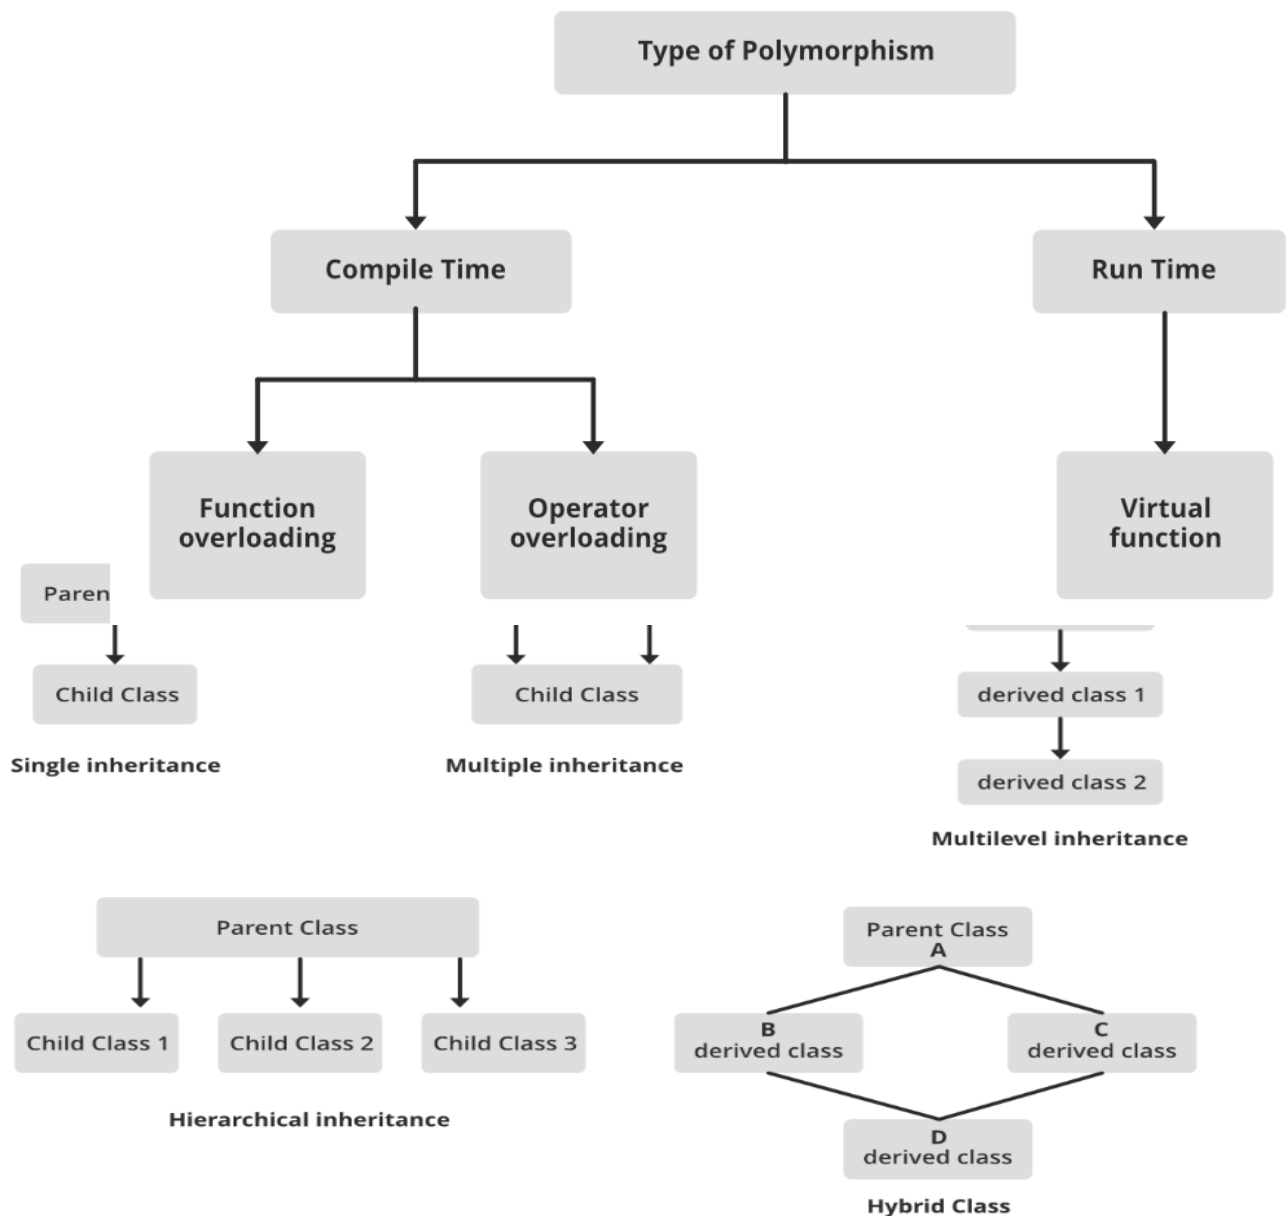 Type of Polymorphism
Compile Time
Run Time
Function
overloading
Operator
overloading
Virtual
function
Paren
Child Class
Single inheritance
Child Class
Multiple inheritance
derived class 1
derived class 2
Multilevel inheritance
Parent Class
Child Class 1
Child Class 2
Child Class 3
Hierarchical inheritance
Parent Class
A
B
derived class
C
derived class
D
derived class
Hybrid Class